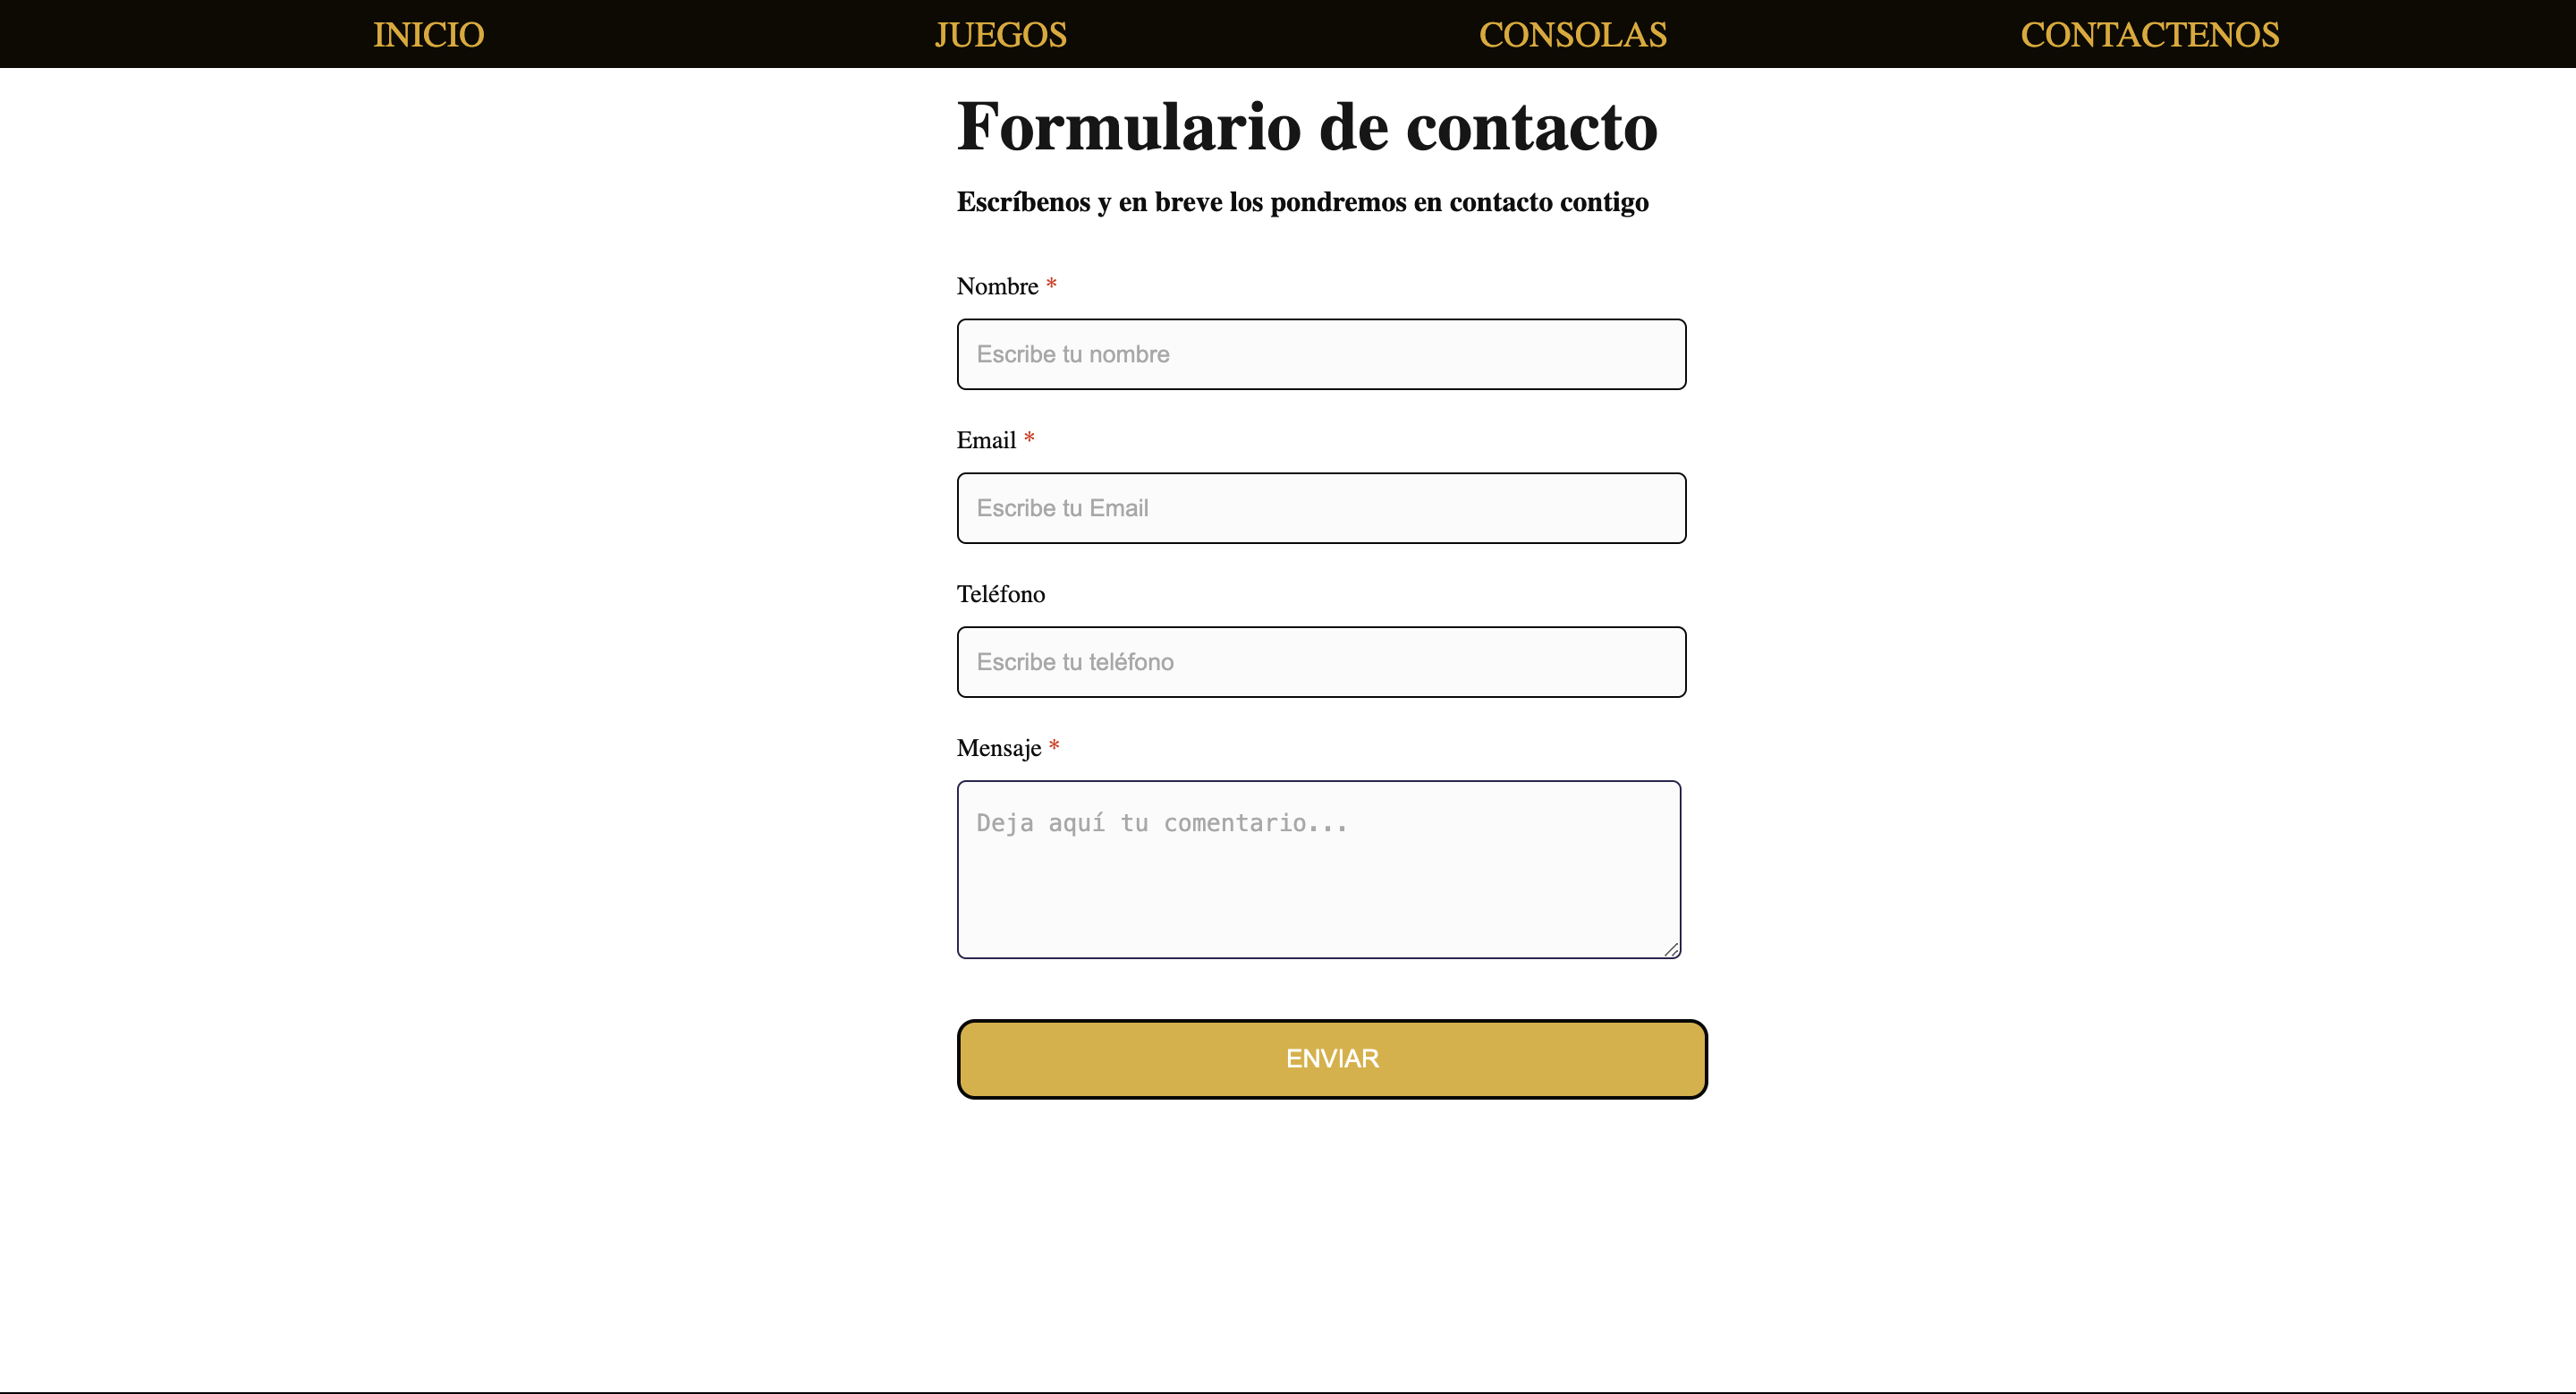 INICIO JUEGOS CONSOLAS CONTACTENOS
Formulario de contacto
Escríbenos y en breve los pondremos en contacto contigo
Nombre *
Escribe tu nombre
Email *
Escribe tu Email
Teléfono
Escribe tu teléfono
Mensaje *
Deja aquí tu comentario...
ENVIAR